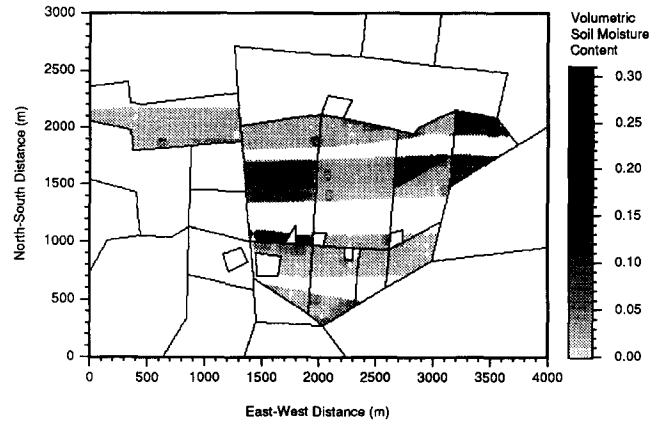 Volumetric
Soil Moisture
Content
3000
2500
2000
1500
1000
500
0
North-South Distance (m)
0 500 1000 1500 2000 2500 3000 3500 4000
East-West Distance (m)
0.30
0.25
0.20
0.15
0.10
0.05
0.00